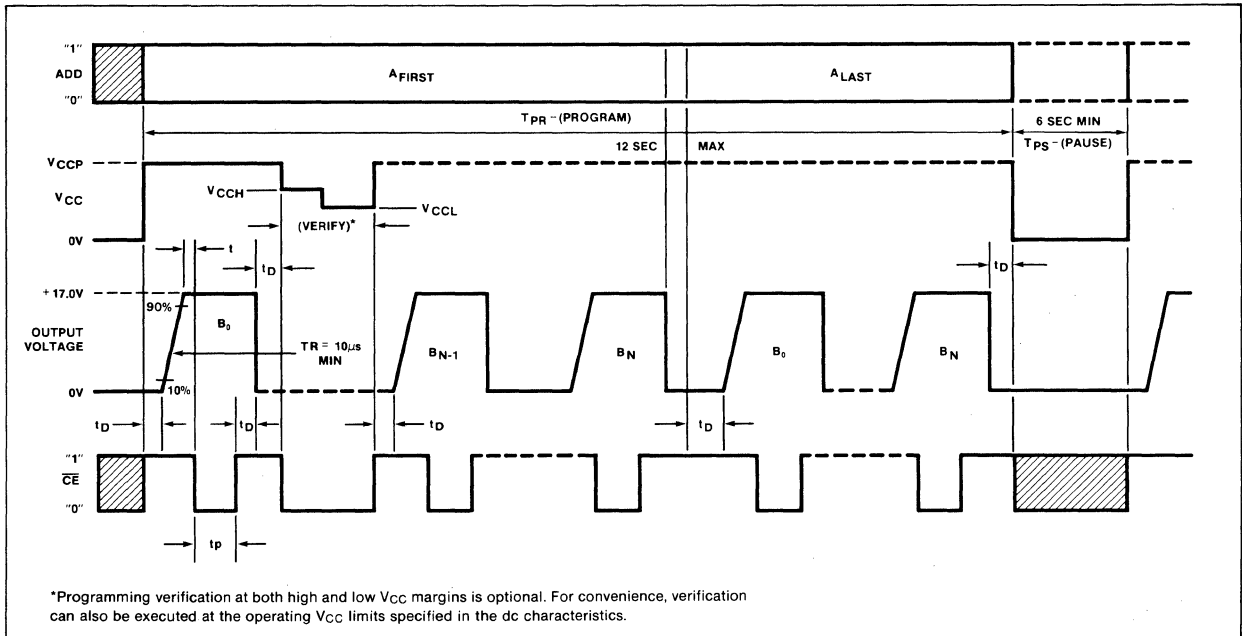 "1"
ADD
"0"
AFIRST
ALAST
TPR-(PROGRAM)
6 SEC MIN
12 SEC MAX
TPS-(PAUSE)
VCCP
VCC
0V
VCCH
VCCL
(VERIFY)*
t
tD
tD
+17.0V
90%
OUTPUT
VOLTAGE
B0
TR = 10μs
MIN
BN-1
BN
B0
BN
10%
0V
tD
tD
tD
tD
"1"
CE
"0"
tp
*Programming verification at both high and low VCC margins is optional. For convenience, verification
can also be executed at the operating VCC limits specified in the dc characteristics.